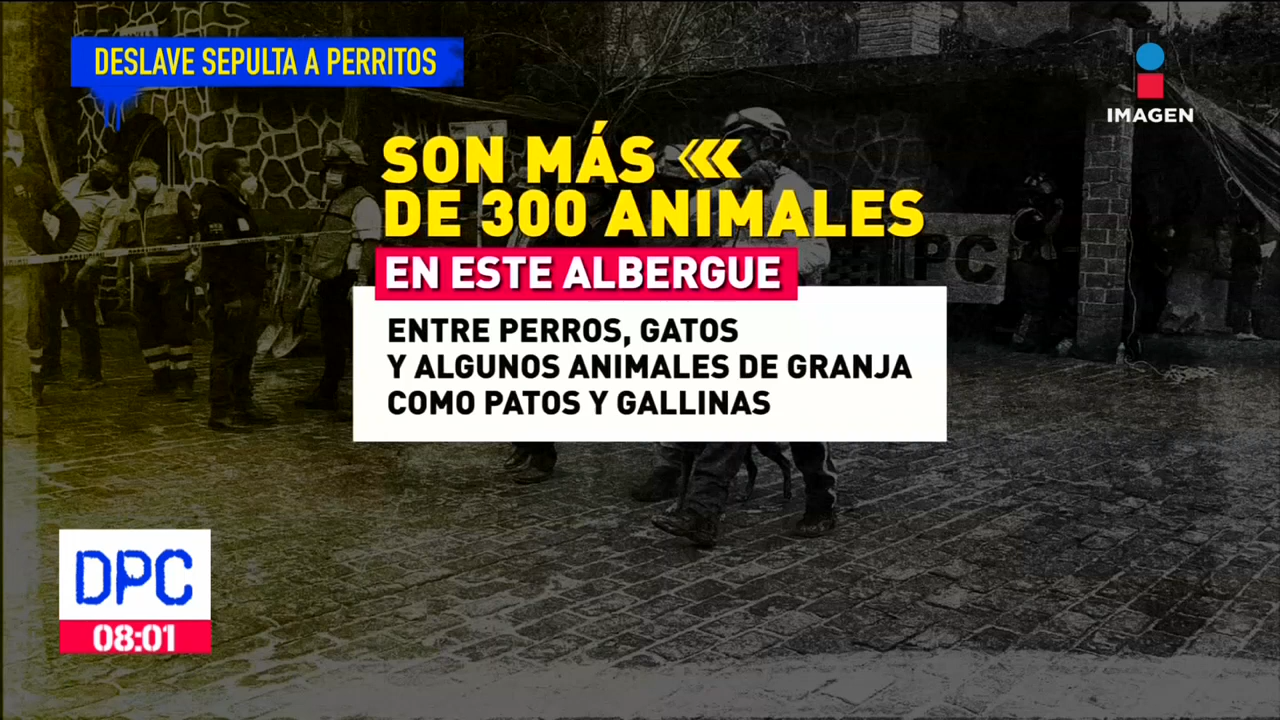 DESLAVE SEPULTA A PERRITOS
IMAGEN
SON MÁS
DE 300 ANIMALES
EN ESTE ALBERGUE
PC
ENTRE PERROS, GATOS
Y ALGUNOS ANIMALES DE GRANJA
COMO PATOS Y GALLINAS
DPC
08:01